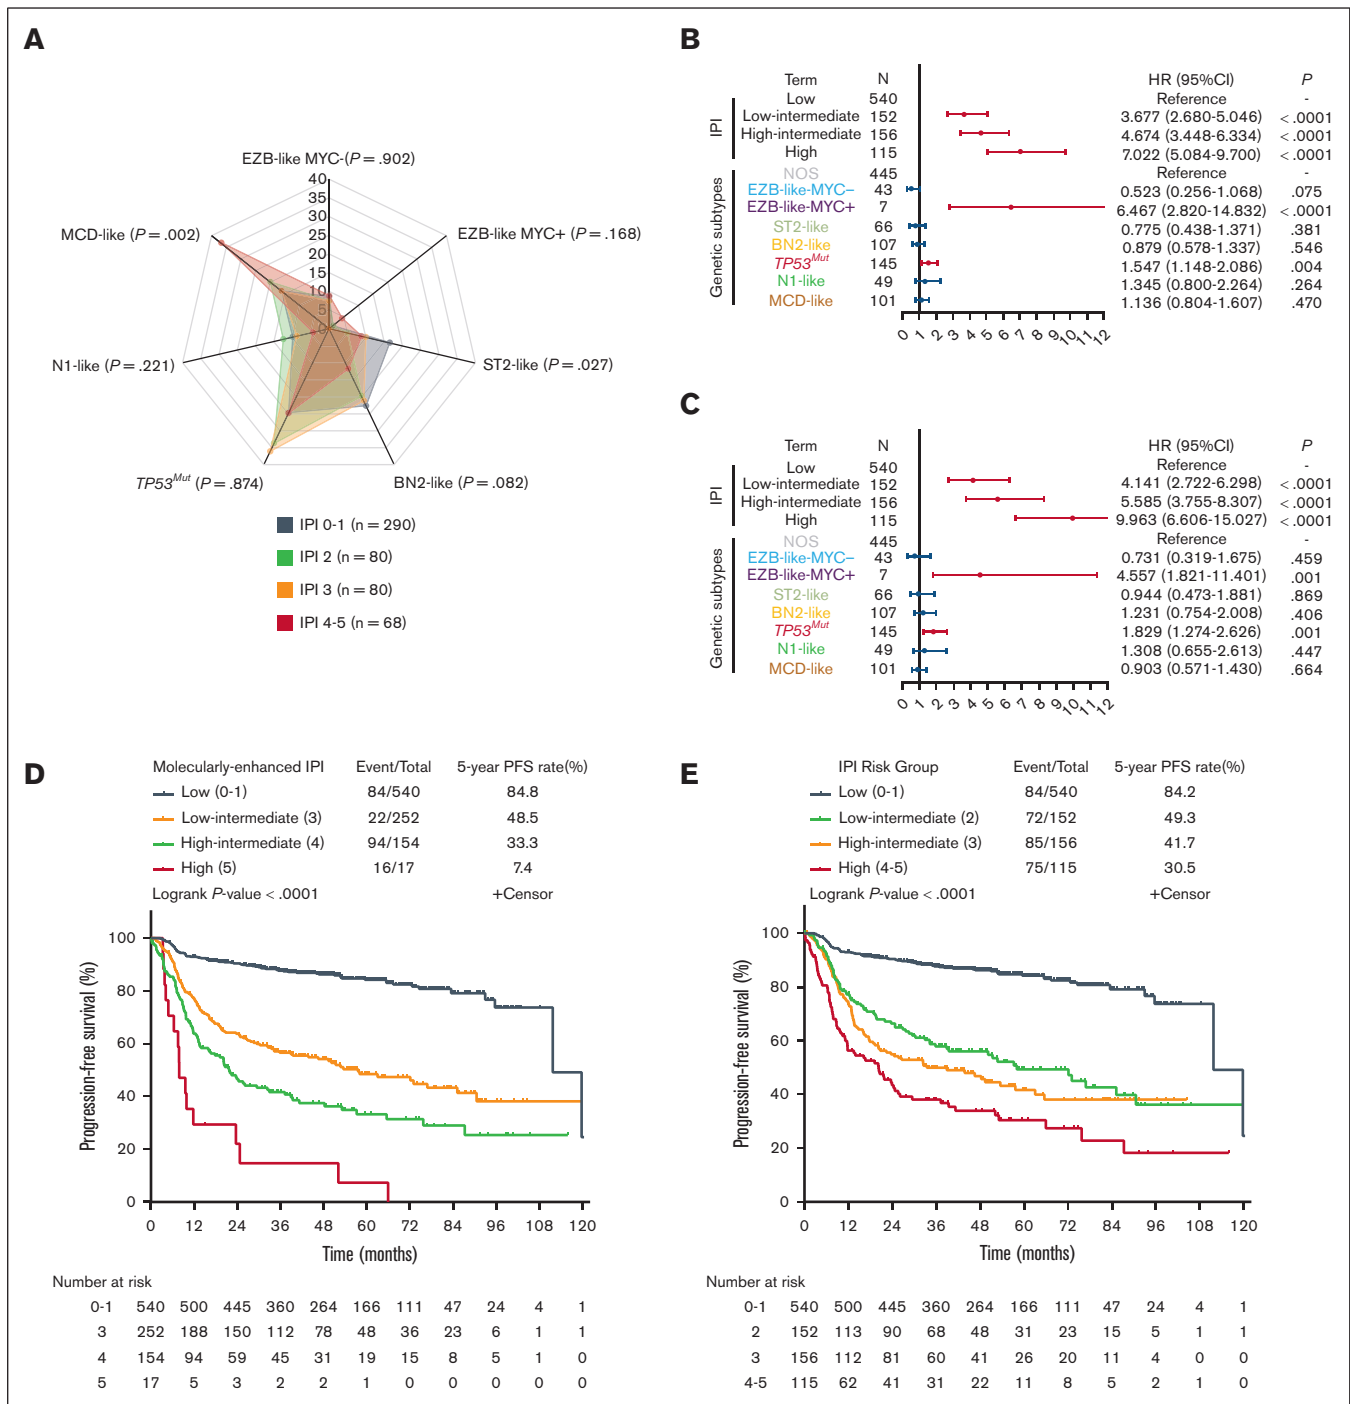 A
EZB-like MYC-(P = .902)
40
35
30
25
20
15
10
5
0
MCD-like (P = .002)
EZB-like MYC+ (P = .168)
N1-like (P = .221)
ST2-like (P = .027)
TP53Mut (P = .874)
BN2-like (P = .082)
IPI 0-1 (n = 290)
IPI 2 (n = 80)
IPI 3 (n = 80)
IPI 4-5 (n = 68)
B
Term N HR (95%CI) P
IPI
Low 540 Reference -
Low-intermediate 152 3.677 (2.680-5.046) < .0001
High-intermediate 156 4.674 (3.448-6.334) < .0001
High 115 7.022 (5.084-9.700) < .0001
Genetic subtypes
NOS 445 Reference -
EZB-like-MYC− 43 0.523 (0.256-1.068) .075
EZB-like-MYC+ 7 6.467 (2.820-14.832) < .0001
ST2-like 66 0.775 (0.438-1.371) .381
BN2-like 107 0.879 (0.578-1.337) .546
TP53Mut 145 1.547 (1.148-2.086) .004
N1-like 49 1.345 (0.800-2.264) .264
MCD-like 101 1.136 (0.804-1.607) .470
0 1 2 3 4 5 6 7 8 9 10 11 12
C
Term N HR (95%CI) P
IPI
Low 540 Reference -
Low-intermediate 152 4.141 (2.722-6.298) < .0001
High-intermediate 156 5.585 (3.755-8.307) < .0001
High 115 9.963 (6.606-15.027) < .0001
Genetic subtypes
NOS 445 Reference -
EZB-like-MYC− 43 0.731 (0.319-1.675) .459
EZB-like-MYC+ 7 4.557 (1.821-11.401) .001
ST2-like 66 0.944 (0.473-1.881) .869
BN2-like 107 1.231 (0.754-2.008) .406
TP53Mut 145 1.829 (1.274-2.626) .001
N1-like 49 1.308 (0.655-2.613) .447
MCD-like 101 0.903 (0.571-1.430) .664
0 1 2 3 4 5 6 7 8 9 10 11 12
D
Molecularly-enhanced IPI Event/Total 5-year PFS rate(%)
Low (0-1) 84/540 84.8
Low-intermediate (3) 22/252 48.5
High-intermediate (4) 94/154 33.3
High (5) 16/17 7.4
Logrank P-value < .0001 +Censor
Progression-free survival (%)
100
80
60
40
20
0
0 12 24 36 48 60 72 84 96 108 120
Time (months)
Number at risk
0-1 540 500 445 360 264 166 111 47 24 4 1
3 252 188 150 112 78 48 36 23 6 1 1
4 154 94 59 45 31 19 15 8 5 1 0
5 17 5 3 2 2 1 0 0 0 0 0
E
IPI Risk Group Event/Total 5-year PFS rate(%)
Low (0-1) 84/540 84.2
Low-intermediate (2) 72/152 49.3
High-intermediate (3) 85/156 41.7
High (4-5) 75/115 30.5
Logrank P-value < .0001 +Censor
Progression-free survival (%)
100
80
60
40
20
0
0 12 24 36 48 60 72 84 96 108 120
Time (months)
Number at risk
0-1 540 500 445 360 264 166 111 47 24 4 1
2 152 113 90 68 48 31 23 15 5 1 1
3 156 112 81 60 41 26 20 11 4 0 0
4-5 115 62 41 31 22 11 8 5 2 1 0